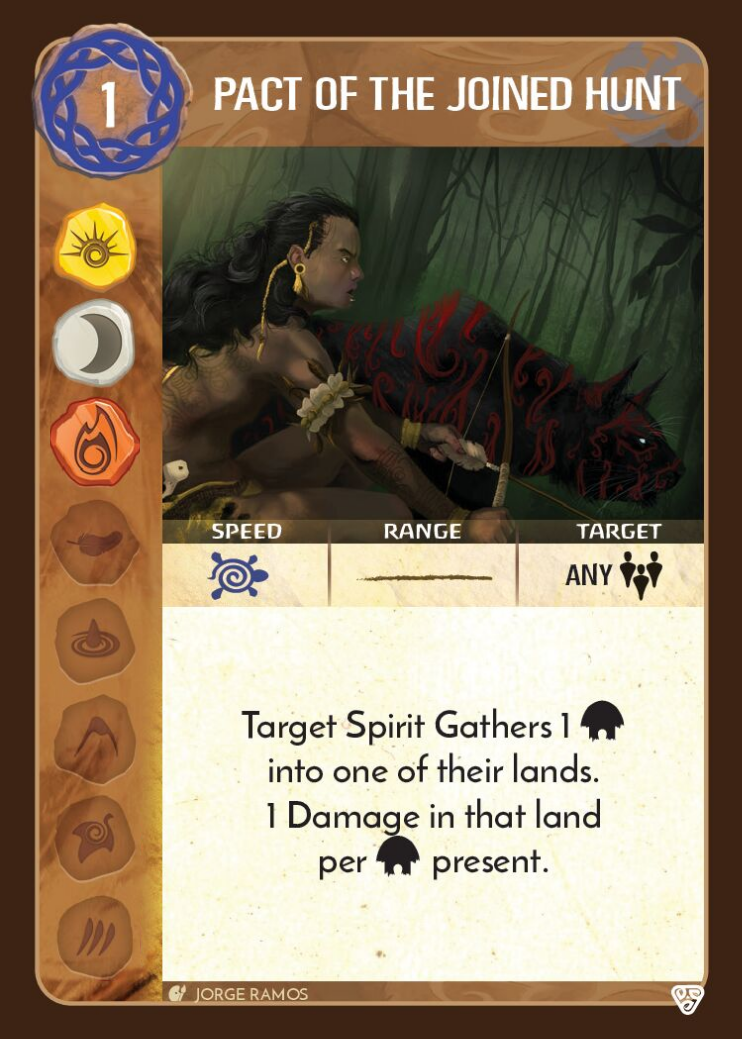 1
PACT OF THE JOINED HUNT
SPEED RANGE TARGET
ANY
Target Spirit Gathers 1
into one of their lands.
1 Damage in that land
per present.
JORGE RAMOS